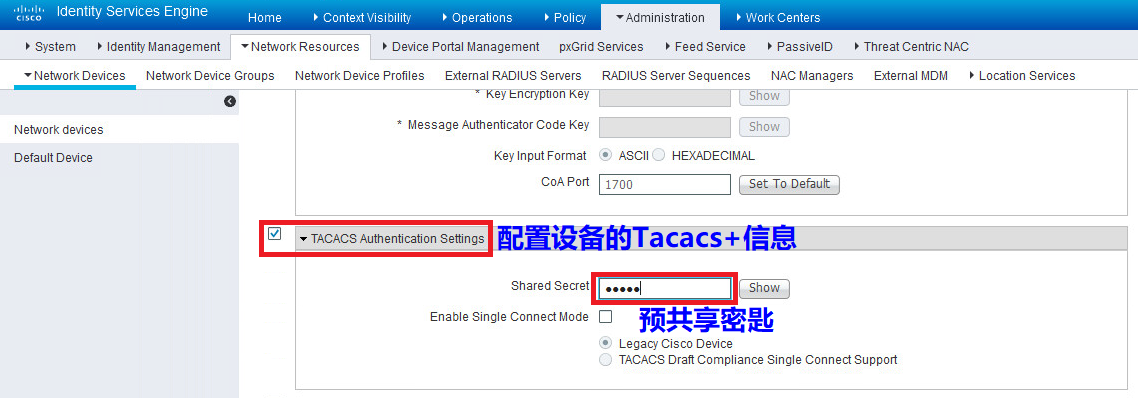 CISCO Identity Services Engine Home Context Visibility Operations Policy Administration Work Centers
System Identity Management Network Resources Device Portal Management pxGrid Services Feed Service PassiveID Threat Centric NAC
Network Devices Network Device Groups Network Device Profiles External RADIUS Servers RADIUS Server Sequences NAC Managers External MDM Location Services
Network devices
Default Device
* Key Encryption Key Show
* Message Authenticator Code Key Show
Key Input Format ASCII HEXADECIMAL
CoA Port 1700 Set To Default
TACACS Authentication Settings 配置设备的Tacacs+信息
Shared Secret ••••• Show
Enable Single Connect Mode 预共享密匙
Legacy Cisco Device
TACACS Draft Compliance Single Connect Support